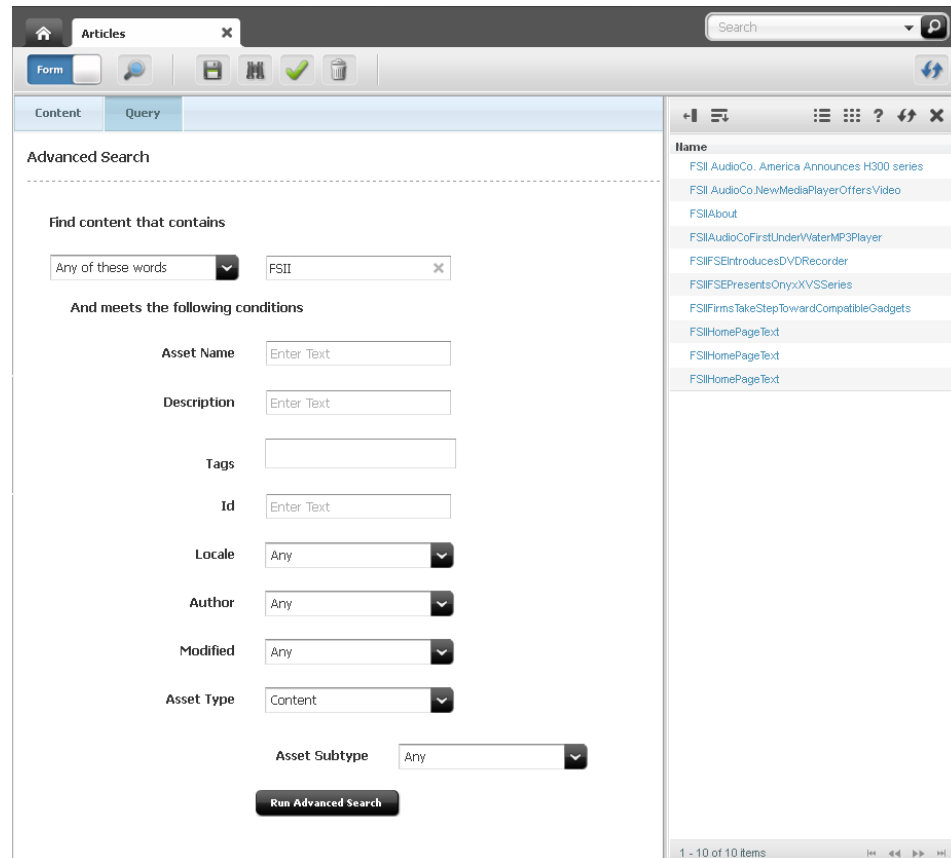 Articles
Search
Form
Content
Query
Advanced Search
Find content that contains
Any of these words
FSII
And meets the following conditions
Asset Name
Enter Text
Description
Enter Text
Tags
Id
Enter Text
Locale
Any
Author
Any
Modified
Any
Asset Type
Content
Asset Subtype
Any
Run Advanced Search
Name
FSII AudioCo. America Announces H300 series
FSII AudioCo.NewMediaPlayerOffersVideo
FSIIAbout
FSIIAudioCoFirstUnderWaterMP3Player
FSIIFSEIntroducesDVDRecorder
FSIIFSEPresentsOnyxXVSSeries
FSIIFirmsTakeStepTowardCompatibleGadgets
FSIIHomePageText
FSIIHomePageText
FSIIHomePageText
1 - 10 of 10 items